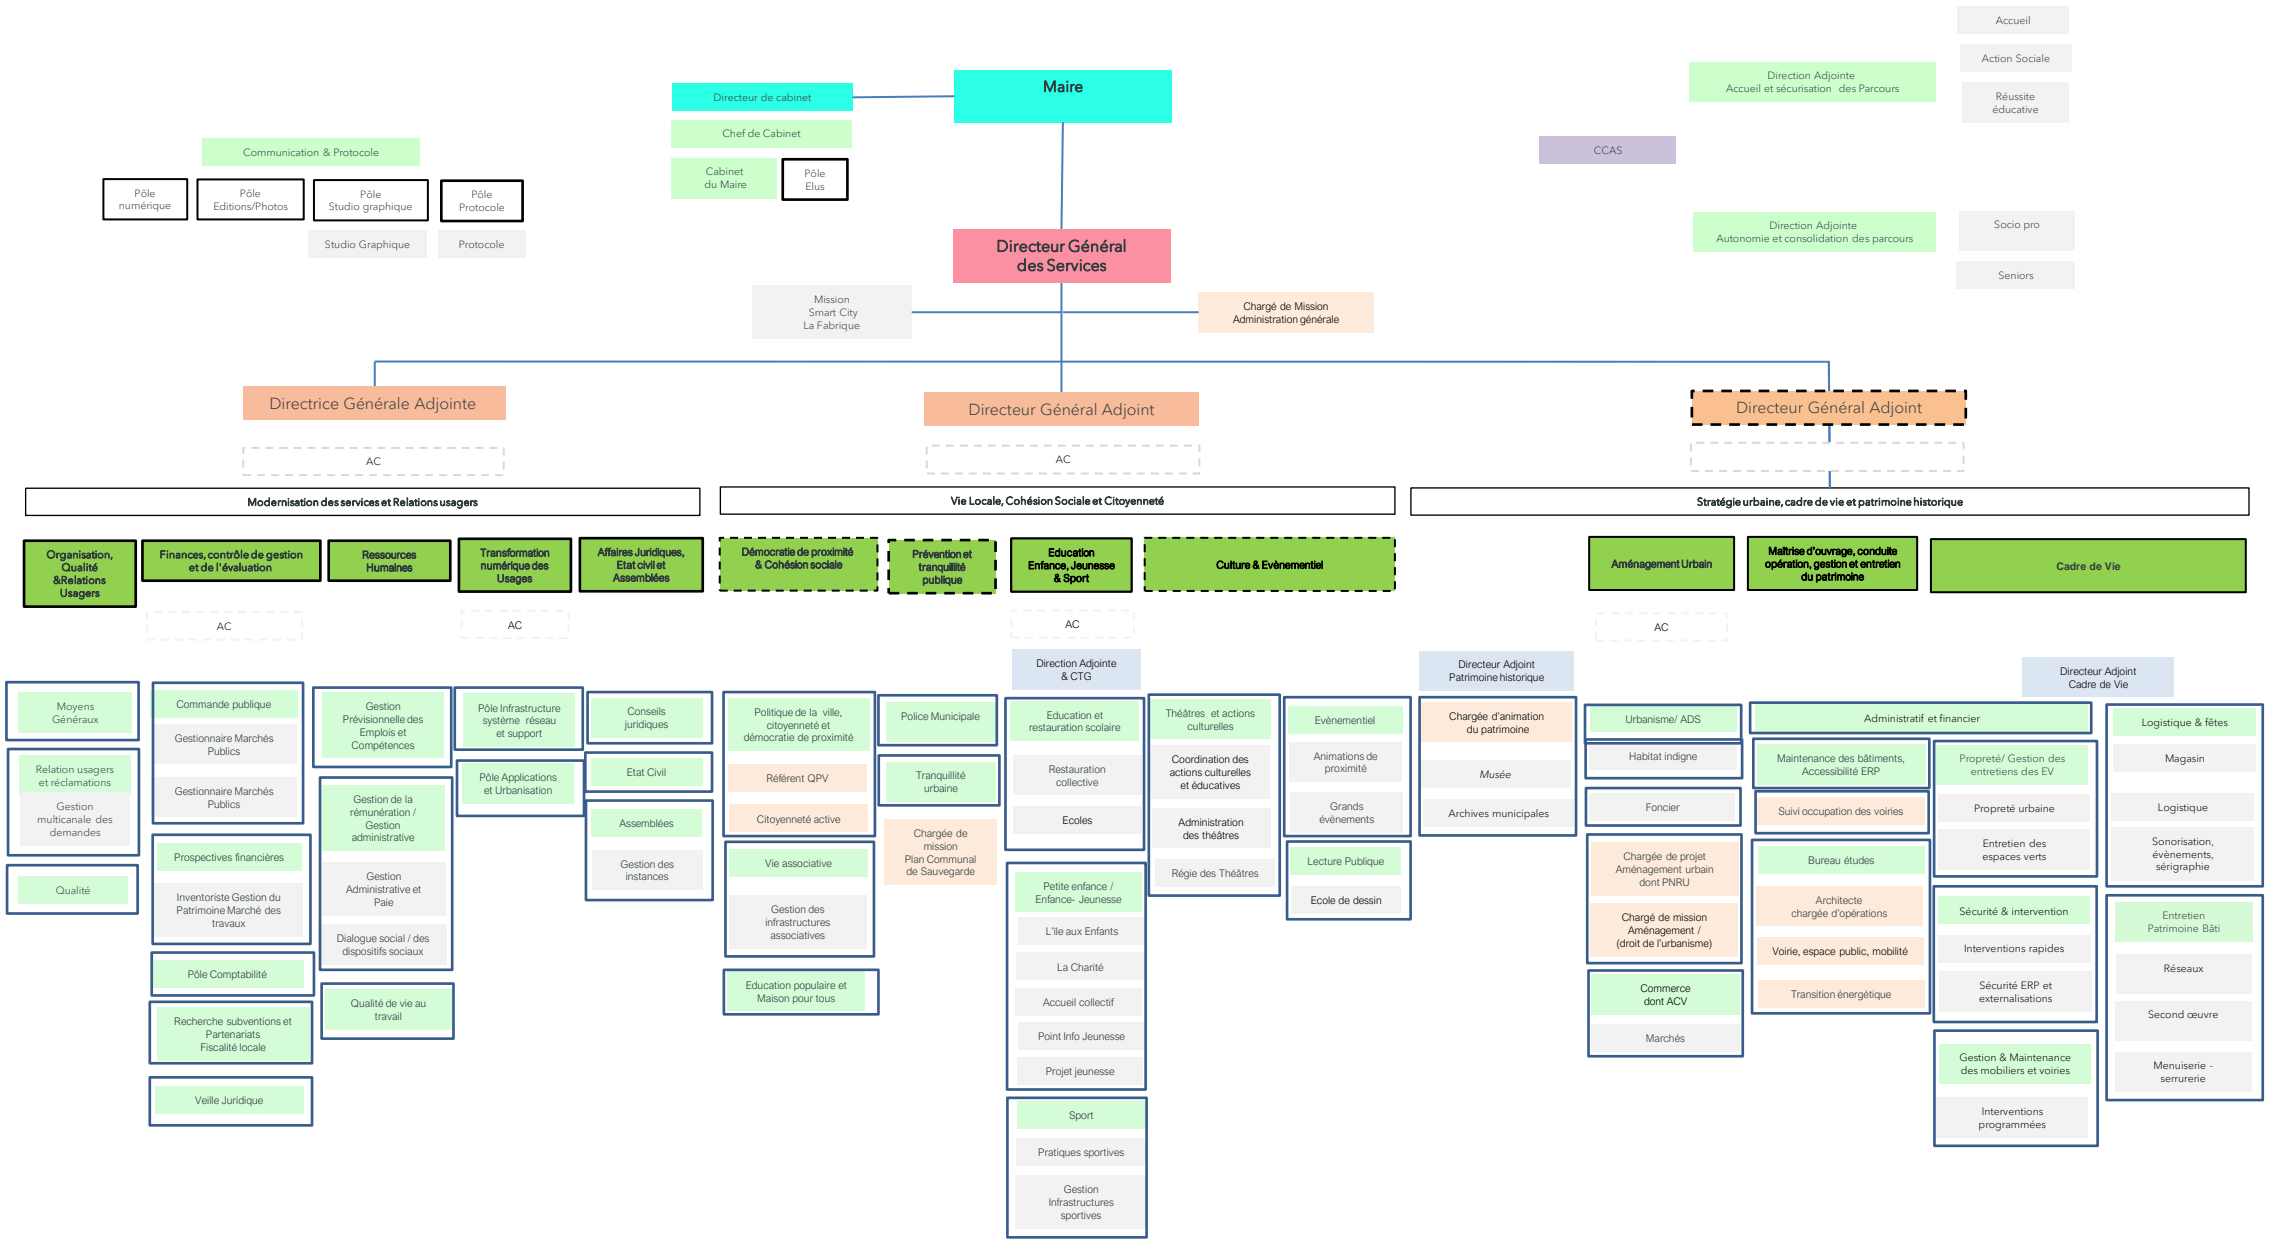 Accueil
Action Sociale
Réussite
éducative
Direction Adjointe
Accueil et sécurisation des Parcours
Maire
Directeur de cabinet
Chef de Cabinet
Cabinet
du Maire
Pôle
Elus
Communication & Protocole
Pôle
numérique
Pôle
Editions/Photos
Pôle
Studio graphique
Pôle
Protocole
Studio Graphique
Protocole
CCAS
Direction Adjointe
Autonomie et consolidation des parcours
Socio pro
Seniors
Directeur Général
des Services
Mission
Smart City
La Fabrique
Chargé de Mission
Administration générale
Directrice Générale Adjointe
Directeur Général Adjoint
Directeur Général Adjoint
AC
AC
Modernisation des services et Relations usagers
Vie Locale, Cohésion Sociale et Citoyenneté
Stratégie urbaine, cadre de vie et patrimoine historique
Organisation,
Qualité
&Relations
Usagers
Finances, contrôle de gestion
et de l'évaluation
Ressources
Humaines
Transformation
numérique des
Usages
Affaires Juridiques,
Etat civil et
Assemblées
Démocratie de proximité
& Cohésion sociale
Prévention et
tranquilité
publique
Education
Enfance, Jeunesse
& Sport
Culture & Evènementiel
Aménagement Urbain
Maîtrise d'ouvrage, conduite
opération, gestion et entretien
du patrimoine
Cadre de Vie
AC
AC
AC
AC
Direction Adjointe
& CTG
Directeur Adjoint
Patrimoine historique
Directeur Adjoint
Cadre de Vie
Moyens
Généraux
Relation usagers
et réclamations
Gestion
multicanale des
demandes
Qualité
Commande publique
Gestionnaire Marchés
Publics
Gestionnaire Marchés
Publics
Prospectives financières
Inventoriste Gestion du
Patrimoine Marché des
travaux
Pôle Comptabilité
Recherche subventions et
Partenariats
Fiscalité locale
Veille Juridique
Gestion
Prévisionnelle des
Emplois et
Compétences
Gestion de la
rémunération /
Gestion
administrative
Gestion
Administrative et
Paie
Dialogue social / des
dispositifs sociaux
Qualité de vie au
travail
Pôle Infrastructure
système réseau
et support
Pôle Applications
et Urbanisation
Conseils
juridiques
Etat Civil
Assemblées
Gestion des
instances
Politique de la ville,
citoyenneté et
démocratie de proximité
Référent QPV
Citoyenneté active
Vie associative
Gestion des
infrastructures
associatives
Education populaire et
Maison pour tous
Police Municipale
Tranquillité
urbaine
Chargée de
mission
Plan Communal
de Sauvegarde
Education et
restauration scolaire
Restauration
collective
Ecoles
Petite enfance /
Enfance- Jeunesse
L'île aux Enfants
La Charité
Accueil collectif
Point Info Jeunesse
Projet jeunesse
Sport
Pratiques sportives
Gestion
Infrastructures
sportives
Théâtres et actions
culturelles
Coordination des
actions culturelles
et éducatives
Administration
des théâtres
Régie des Théâtres
Evènementiel
Animations de
proximité
Grands
évènements
Lecture Publique
Ecole de dessin
Chargée d'animation
du patrimoine
Musée
Archives municipales
Urbanisme/ ADS
Habitat indigne
Foncier
Chargée de projet
Aménagement urbain
dont PNRU
Chargé de mission
Aménagement /
(droit de l'urbanisme)
Commerce
dont ACV
Marchés
Administratif et financier
Maintenance des bâtiments,
Accessibilité ERP
Suivi occupation des voiries
Bureau études
Architecte
chargée d'opérations
Voirie, espace public, mobilité
Transition énergétique
Propreté/ Gestion des
entretiens des EV
Propreté urbaine
Entretien des
espaces verts
Sécurité & intervention
Interventions rapides
Sécurité ERP et
externalisations
Gestion & Maintenance
des mobiliers et voiries
Interventions
programmées
Logistique & fêtes
Magasin
Logistique
Sonorisation,
évènements,
sérigraphie
Entretien
Patrimoine Bâti
Réseaux
Second œuvre
Menuiserie -
serrurerie